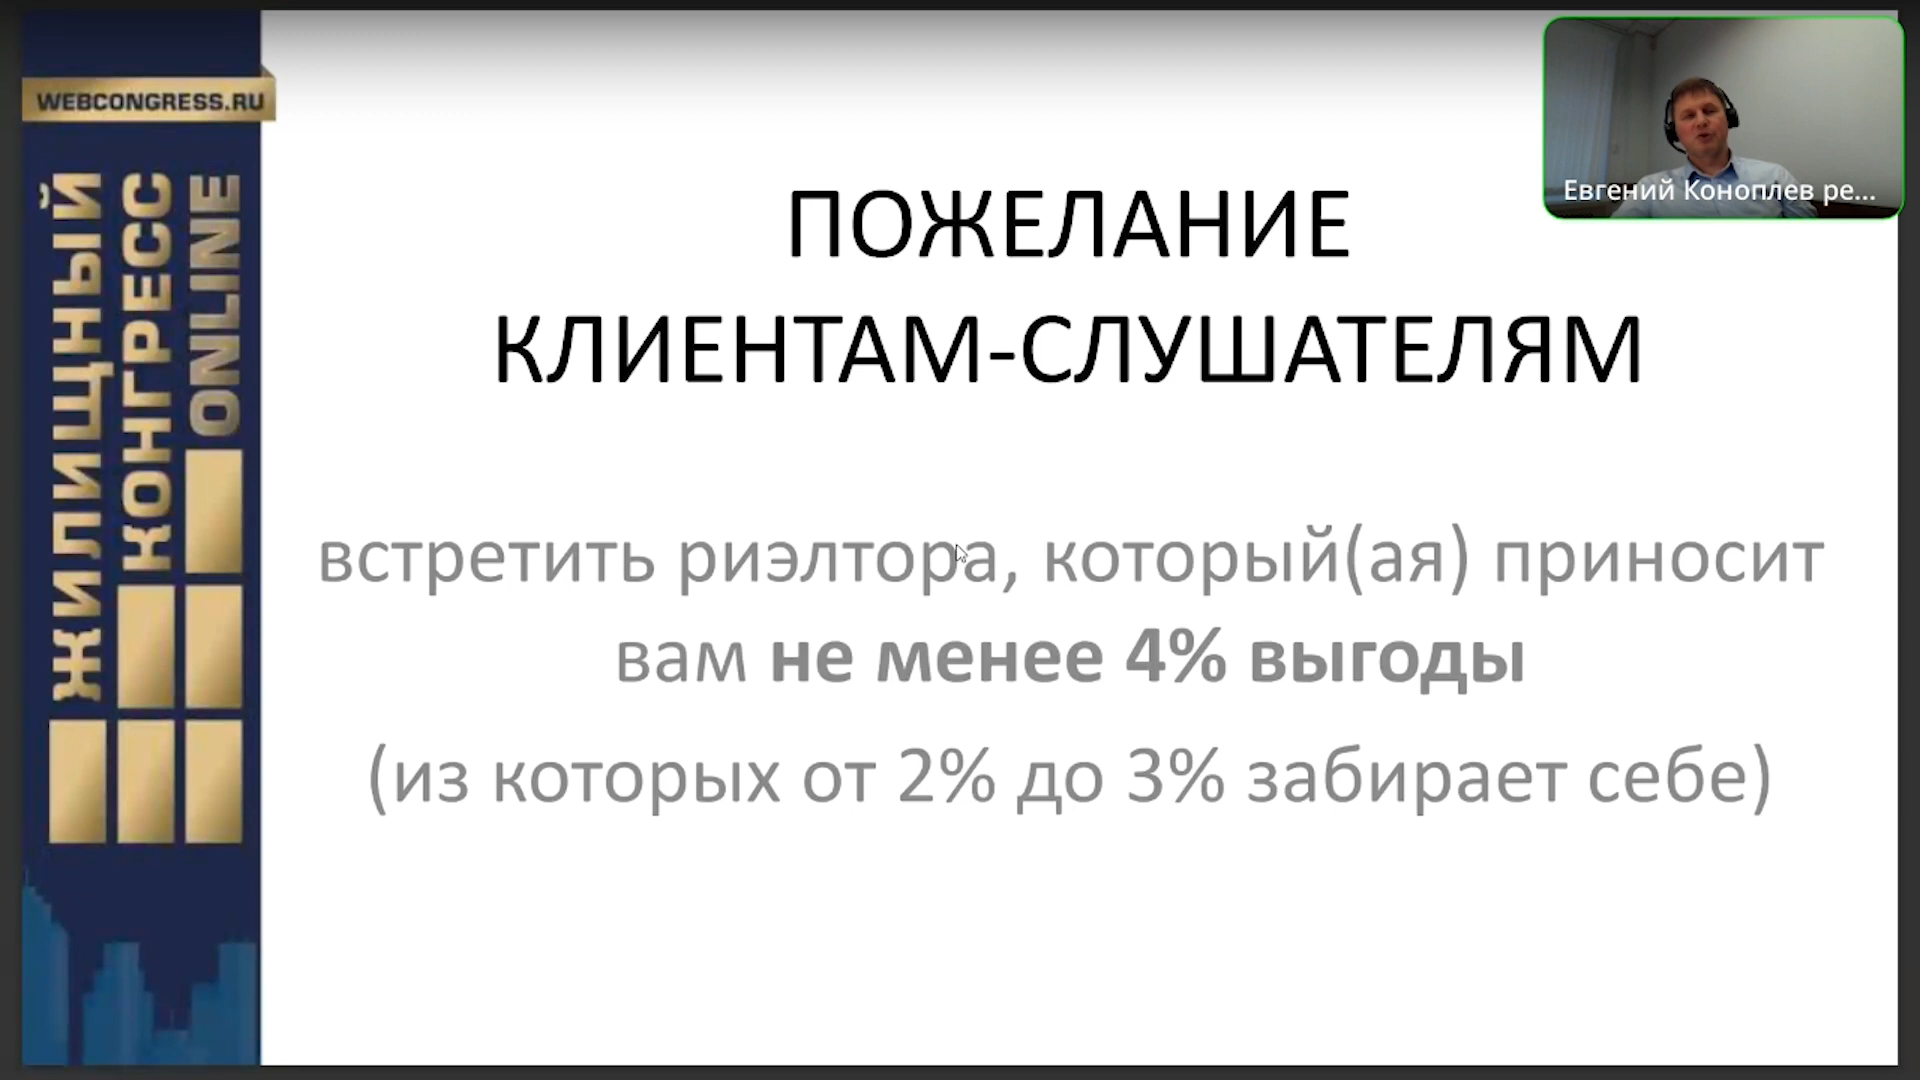 WEBCONGRESS.RU
ЖИЛИЩНЫЙ
КОНГРЕСС
ONLINE
Евгений Коноплев ре...
ПОЖЕЛАНИЕ
КЛИЕНТАМ-СЛУШАТЕЛЯМ
встретить риэлтора, который(ая) приносит
вам не менее 4% выгоды
(из которых от 2% до 3% забирает себе)